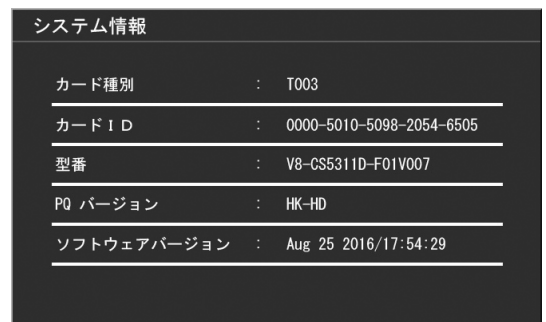 システム情報
カード種別 : T003
カードＩＤ : 0000-5010-5098-2054-6505
型番 : V8-CS5311D-F01V007
PQ バージョン : HK-HD
ソフトウェアバージョン : Aug 25 2016/17:54:29